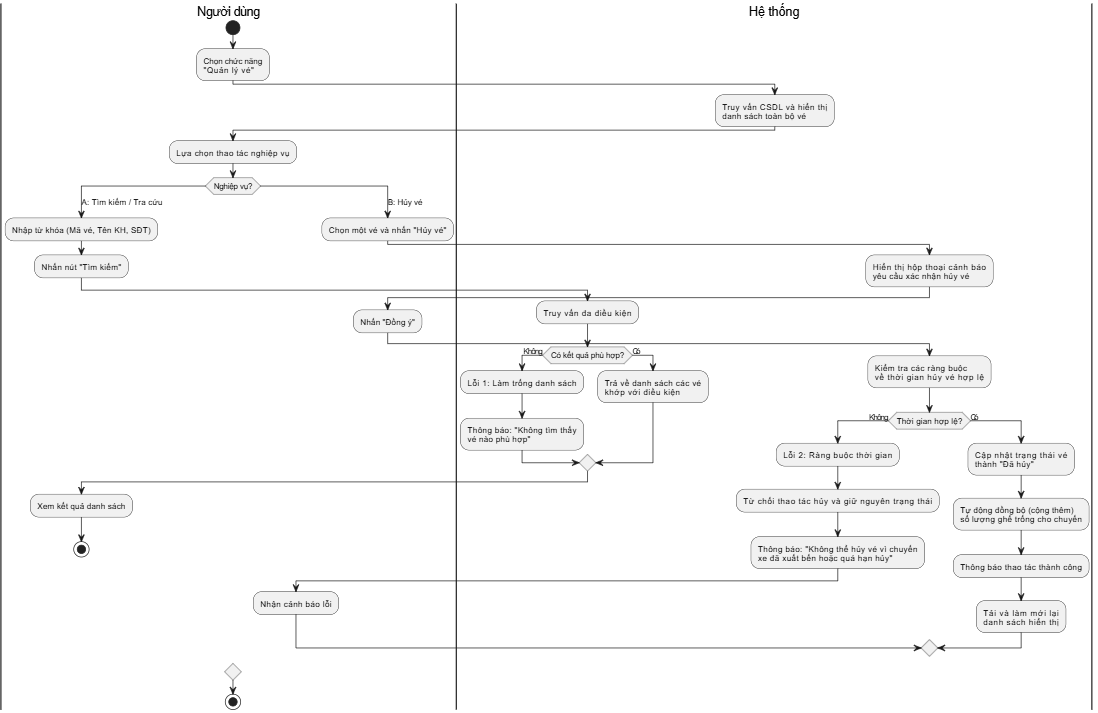 Người dùng
Hệ thống
Chọn chức năng
"Quản lý vé"
Truy vấn CSDL và hiển thị
danh sách toàn bộ vé
Lựa chọn thao tác nghiệp vụ
Nghiệp vụ?
A: Tìm kiếm / Tra cứu
B: Hủy vé
Nhập từ khóa (Mã vé, Tên KH, SĐT)
Chọn một vé và nhấn "Hủy vé"
Nhấn nút "Tìm kiếm"
Hiển thị hộp thoại cảnh báo
yêu cầu xác nhận hủy vé
Truy vấn đa điều kiện
Nhấn "Đồng ý"
Không
Có kết quả phù hợp?
Có
Kiểm tra các ràng buộc
về thời gian hủy vé hợp lệ
Lỗi 1: Làm trống danh sách
Trả về danh sách các vé
khớp với điều kiện
Thông báo: "Không tìm thấy
vé nào phù hợp"
Không
Thời gian hợp lệ?
Có
Lỗi 2: Ràng buộc thời gian
Cập nhật trạng thái vé
thành "Đã hủy"
Xem kết quả danh sách
Từ chối thao tác hủy và giữ nguyên trạng thái
Tự động đồng bộ (cộng thêm)
số lượng ghế trống cho chuyến
Thông báo: "Không thể hủy vé vì chuyến
xe đã xuất bến hoặc quá hạn hủy"
Thông báo thao tác thành công
Nhận cảnh báo lỗi
Tải và làm mới lại
danh sách hiển thị